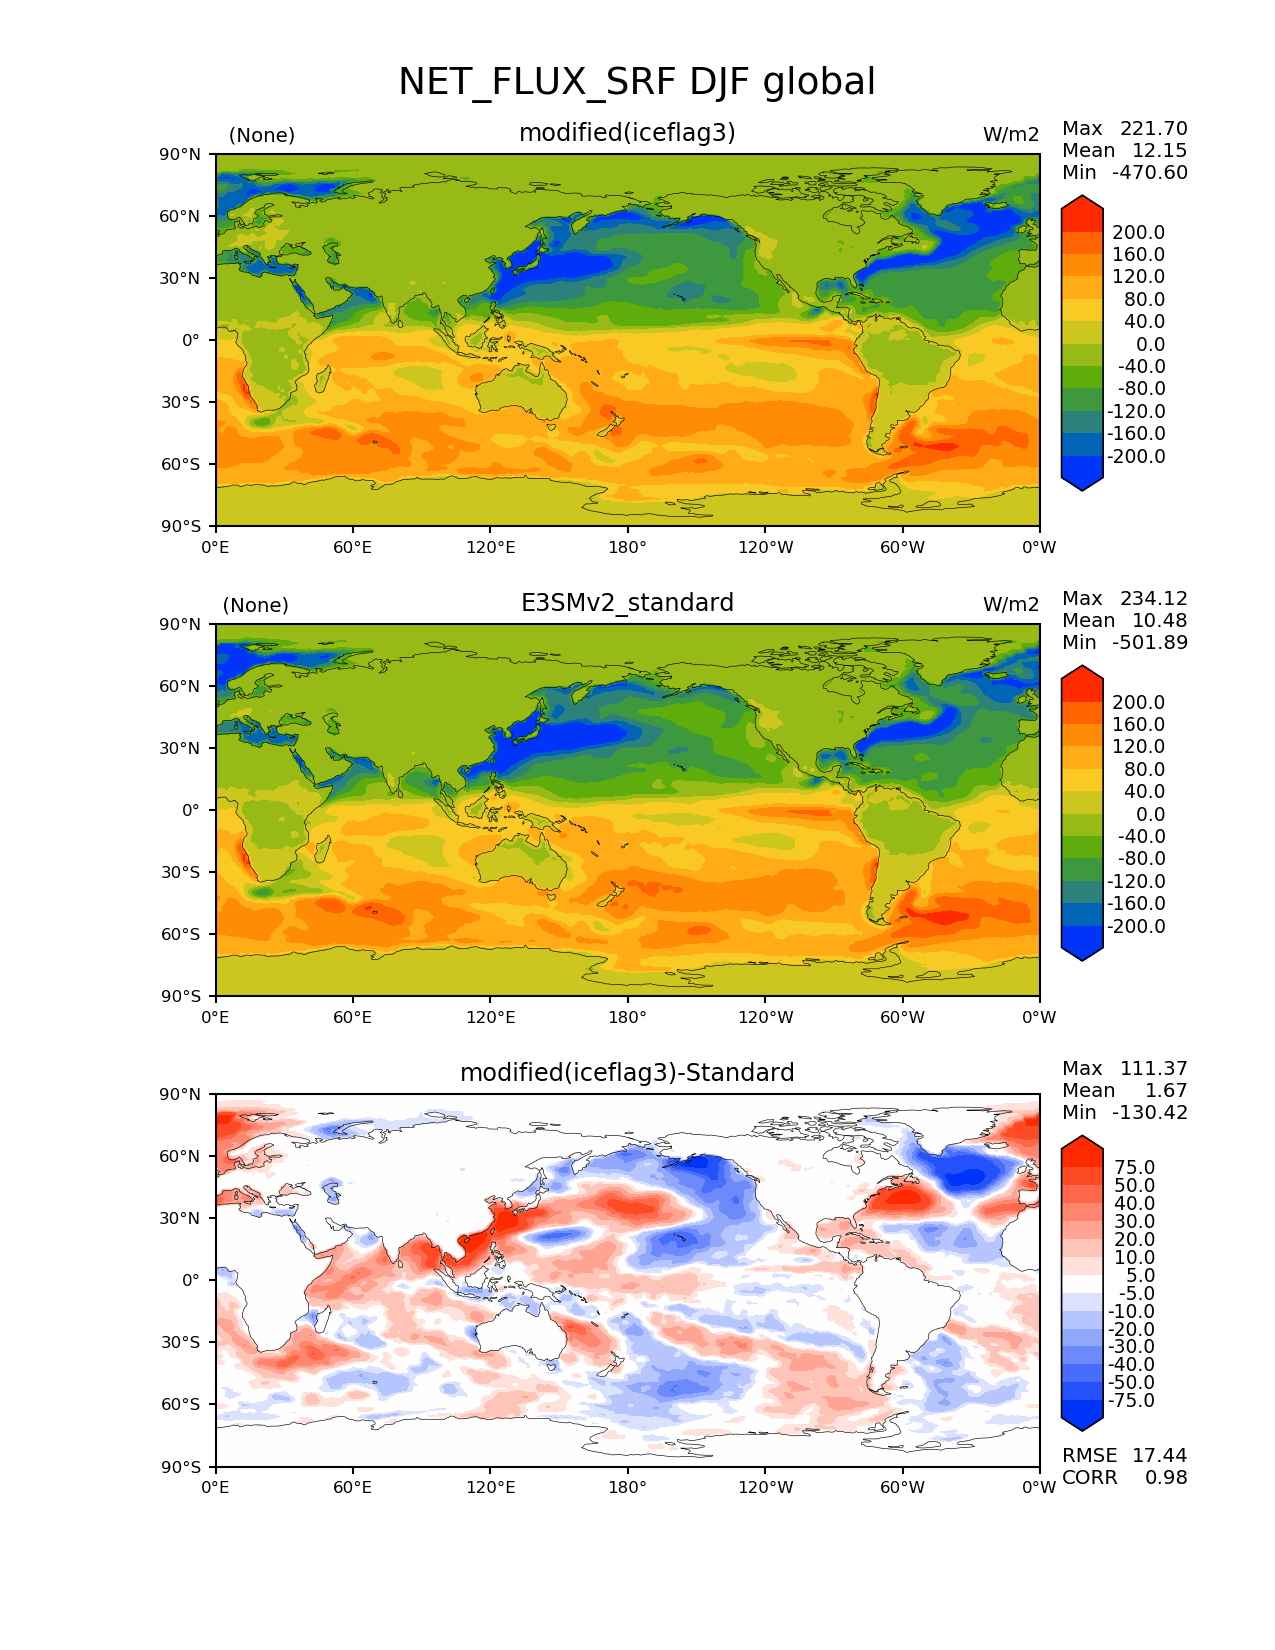 NET_FLUX_SRF DJF global
(None) modified(iceflag3) W/m2
Max 221.70
Mean 12.15
Min -470.60
90°N
60°N
30°N
0°
30°S
60°S
90°S
0°E 60°E 120°E 180° 120°W 60°W 0°W
200.0
160.0
120.0
80.0
40.0
0.0
-40.0
-80.0
-120.0
-160.0
-200.0
(None) E3SMv2_standard W/m2
Max 234.12
Mean 10.48
Min -501.89
90°N
60°N
30°N
0°
30°S
60°S
90°S
0°E 60°E 120°E 180° 120°W 60°W 0°W
200.0
160.0
120.0
80.0
40.0
0.0
-40.0
-80.0
-120.0
-160.0
-200.0
modified(iceflag3)-Standard
Max 111.37
Mean 1.67
Min -130.42
90°N
60°N
30°N
0°
30°S
60°S
90°S
0°E 60°E 120°E 180° 120°W 60°W 0°W
75.0
50.0
40.0
30.0
20.0
10.0
5.0
-5.0
-10.0
-20.0
-30.0
-40.0
-50.0
-75.0
RMSE 17.44
CORR 0.98